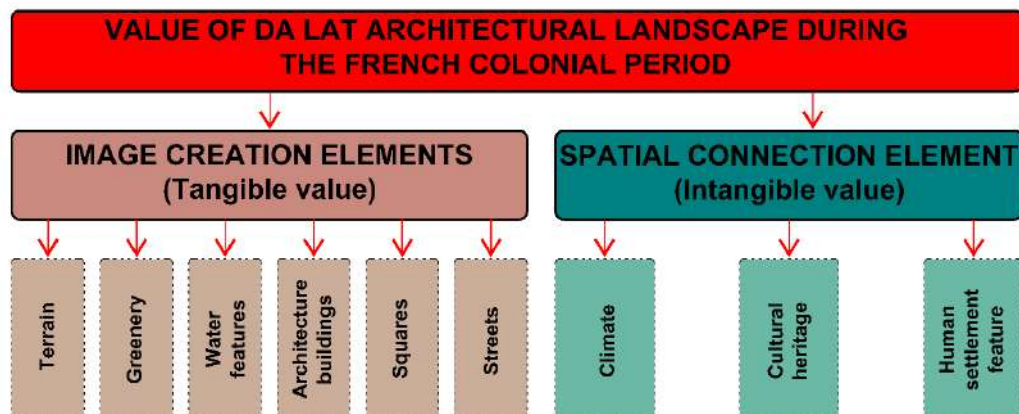 VALUE OF DA LAT ARCHITECTURAL LANDSCAPE DURING
THE FRENCH COLONIAL PERIOD
IMAGE CREATION ELEMENTS
(Tangible value)
SPATIAL CONNECTION ELEMENT
(Intangible value)
Terrain
Greenery
Water
features
Architecture
buildings
Squares
Streets
Climate
Cultural
heritage
Human
settlement
feature